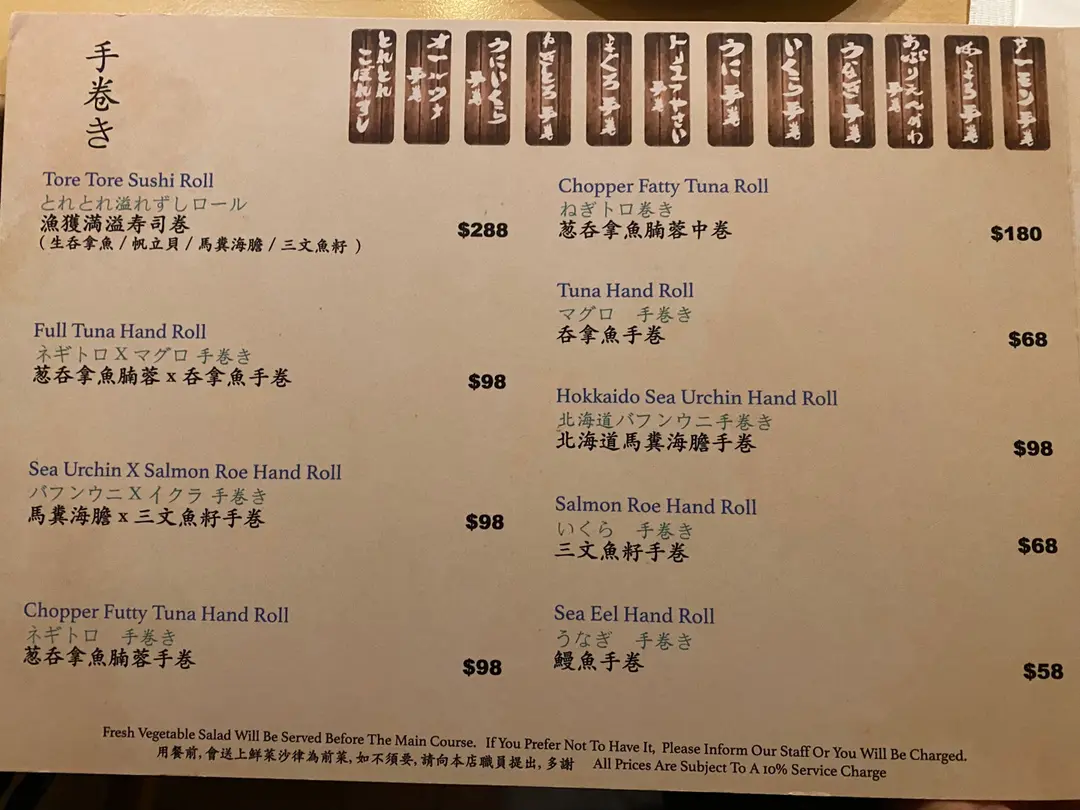 手巻き
とれとれ
こぼれずし
オールツナ
手巻
うにいくら
手巻
ねぎとろ手巻
まぐろ手巻
トリュフやさい
手巻
うに手巻
いくら手巻
うなぎ手巻
あぶりえんがわ
手巻
サーモン手巻
Tore Tore Sushi Roll
とれとれ溢れずしロール
漁獲満溢寿司巻
$288
( 生呑拿魚 / 帆立貝 / 馬糞海膽 / 三文魚籽 )
Full Tuna Hand Roll
ネギトロ X マグロ 手巻き
葱呑拿魚腩蓉 x 呑拿魚手巻
$98
Sea Urchin X Salmon Roe Hand Roll
バフンウニ X イクラ 手巻き
馬糞海膽 x 三文魚籽手巻
$98
Chopper Futty Tuna Hand Roll
ネギトロ　手巻き
葱呑拿魚腩蓉手巻
$98
Chopper Fatty Tuna Roll
ねぎトロ巻き
葱呑拿魚腩蓉中巻
$180
Tuna Hand Roll
マグロ　手巻き
呑拿魚手巻
$68
Hokkaido Sea Urchin Hand Roll
北海道バフンウニ手巻き
北海道馬糞海膽手巻
$98
Salmon Roe Hand Roll
いくら　手巻き
三文魚籽手巻
$68
Sea Eel Hand Roll
うなぎ　手巻き
鰻魚手巻
$58
Fresh Vegetable Salad Will Be Served Before The Main Course. If You Prefer Not To Have It, Please Inform Our Staff Or You Will Be Charged.
用餐前, 會送上鮮菜沙律為前菜, 如不須要, 請向本店職員提出, 多謝 All Prices Are Subject To A 10% Service Charge